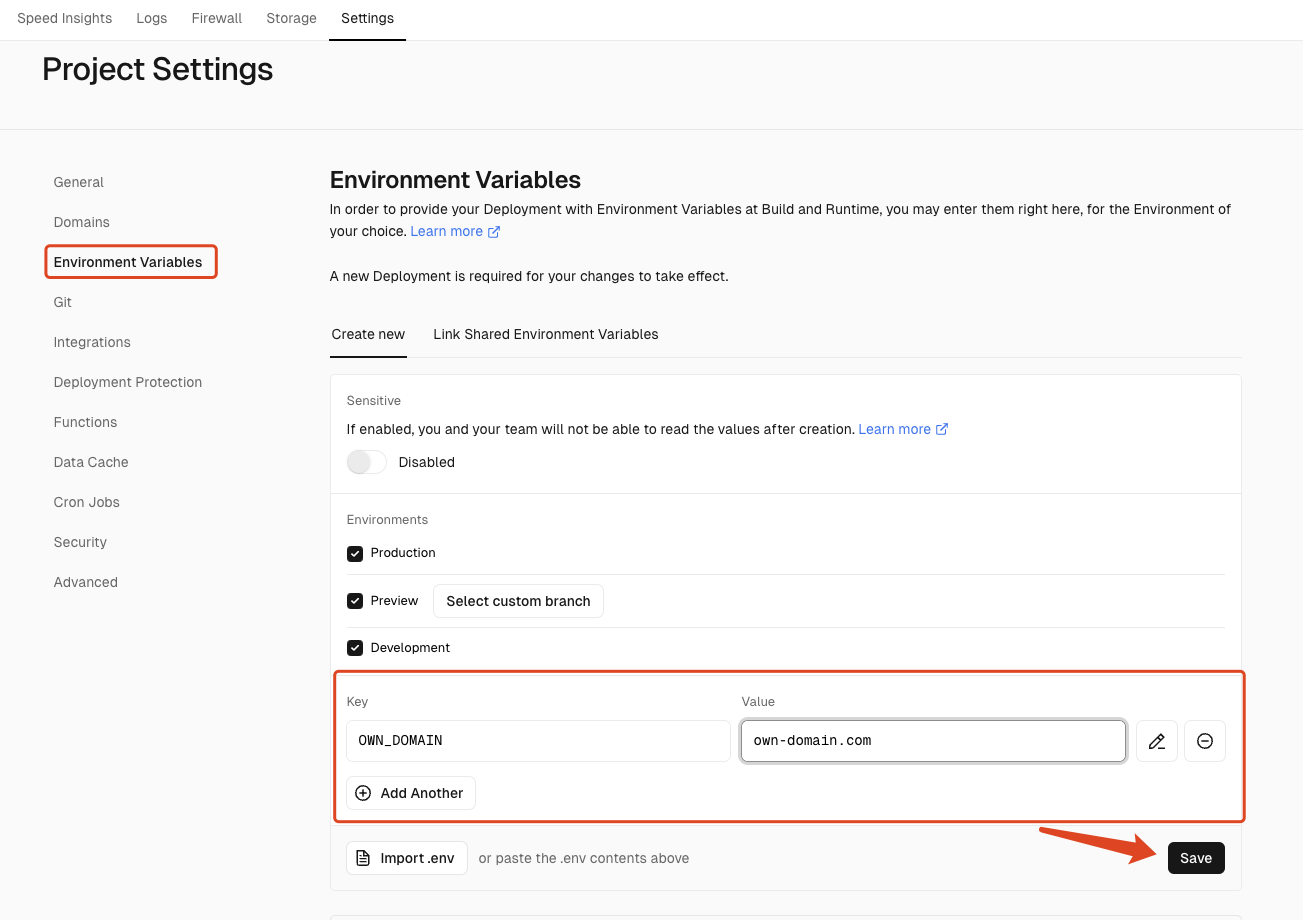 Speed Insights Logs Firewall Storage Settings
Project Settings
General
Domains
Environment Variables
Git
Integrations
Deployment Protection
Functions
Data Cache
Cron Jobs
Security
Advanced
Environment Variables
In order to provide your Deployment with Environment Variables at Build and Runtime, you may enter them right here, for the Environment of
your choice. Learn more
A new Deployment is required for your changes to take effect.
Create new Link Shared Environment Variables
Sensitive
If enabled, you and your team will not be able to read the values after creation. Learn more
Disabled
Environments
Production
Preview Select custom branch
Development
Key Value
OWN_DOMAIN own-domain.com
Add Another
Import .env or paste the .env contents above Save